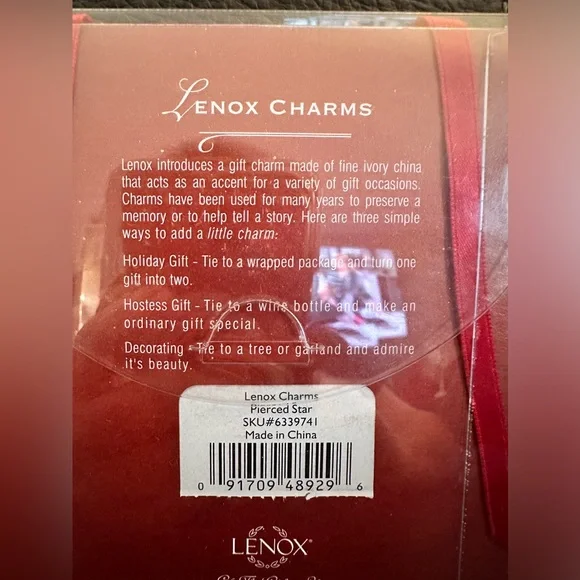 LENOX CHARMS
Lenox introduces a gift charm made of fine ivory china
that acts as an accent for a variety of gift occasions.
Charms have been used for many years to preserve a
memory or to help tell a story. Here are three simple
ways to add a little charm:
Holiday Gift - Tie to a wrapped package and turn one
gift into two.
Hostess Gift - Tie to a wine bottle and make an
ordinary gift special.
Decorating - Tie to a tree or garland and admire
it's beauty.
Lenox Charms
Pierced Star
SKU#6339741
Made in China
0 91709 48929 6
LENOX®